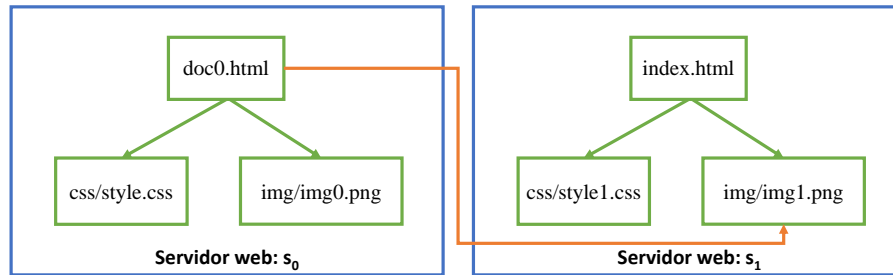 doc0.html
css/style.css
img/img0.png
Servidor web: s₀
index.html
css/style1.css
img/img1.png
Servidor web: s₁